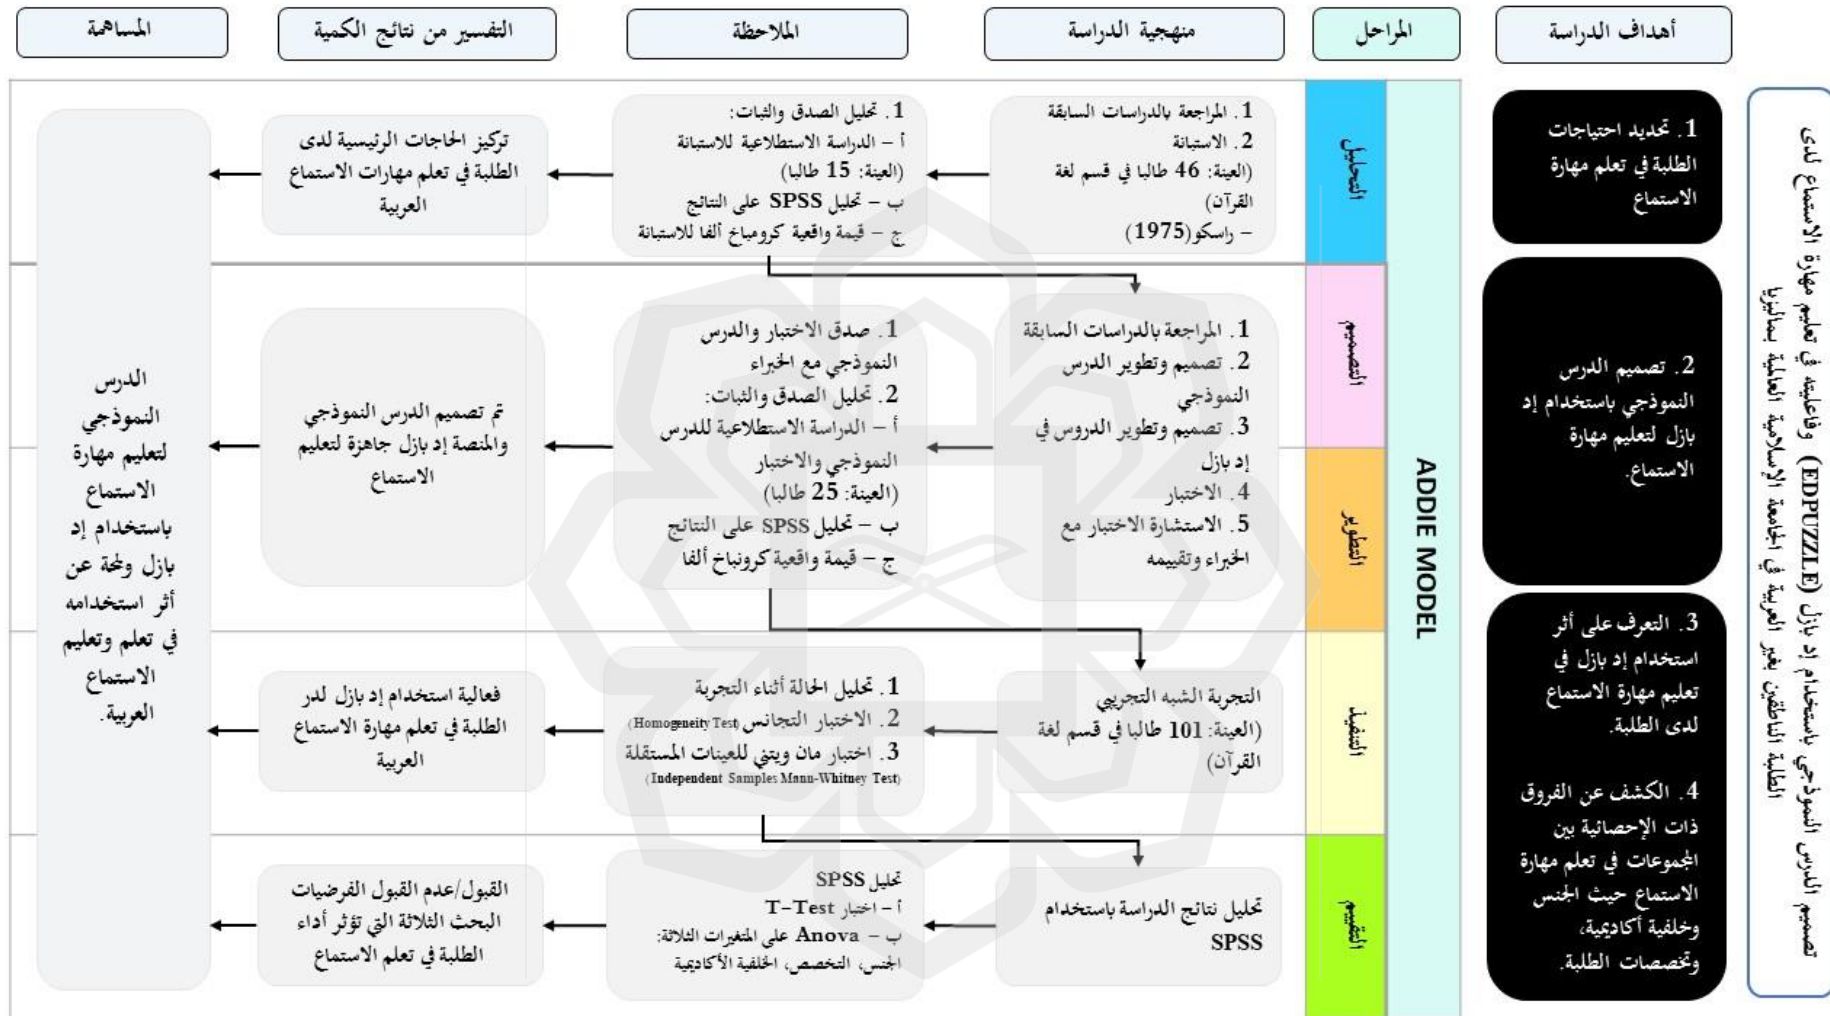 أهداف الدراسة
المراحل
منهجية الدراسة
الملاحظة
التفسير من نتائج الكمية
المساهمة
تصميم الدرس النموذجي باستخدام إد بازل (EDPUZZLE) وفاعليته في تعليم مهارة الاستماع لدى
الطلبة الناطقين بغير العربية في الجامعة الإسلامية العالمية بماليزيا
1. تحديد احتياجات
الطلبة في تعلم مهارة
الاستماع
2. تصميم الدرس
النموذجي باستخدام إد
بازل لتعليم مهارة
الاستماع.
3. التعرف على أثر
استخدام إد بازل في
تعليم مهارة الاستماع
لدى الطلبة.
4. الكشف عن الفروق
ذات الإحصائية بين
المجموعات في تعلم مهارة
الاستماع حيث الجنس
وخلفية أكاديمية،
وتخصصات الطلبة.
ADDIE MODEL
التحليل
1. المراجعة بالدراسات السابقة
2. الاستبانة
(العينة: 46 طالبا في قسم لغة
القرآن)
– راسكو(1975)
1. تحليل الصدق والثبات:
أ – الدراسة الاستطلاعية للاستبانة
(العينة: 15 طالبا)
ب – تحليل SPSS على النتائج
ج – قيمة واقعية كرومباخ ألفا للاستبانة
تركيز الحاجات الرئيسية لدى
الطلبة في تعلم مهارات الاستماع
العربية
التصميم
التطوير
1. المراجعة بالدراسات السابقة
2. تصميم وتطوير الدرس
النموذجي
3. تصميم وتطوير الدروس في
إد بازل
4. الاختبار
5. الاستشارة الاختبار مع
الخبراء وتقييمه
1. صدق الاختبار والدرس
النموذجي مع الخبراء
2. تحليل الصدق والثبات:
أ – الدراسة الاستطلاعية للدرس
النموذجي والاختبار
(العينة: 25 طالبا)
ب – تحليل SPSS على النتائج
ج – قيمة واقعية كرونباخ ألفا
تم تصميم الدرس النموذجي
والمنصة إد بازل جاهزة لتعليم
الاستماع
التنفيذ
التجربة الشبه التجريبي
(العينة: 101 طالبا في قسم لغة
القرآن)
1. تحليل الحالة أثناء التجربة
2. الاختبار التجانس (Homogeneity Test)
3. اختبار مان ويتني للعينات المستقلة
(Independent Samples Mann-Whitney Test)
فعالية استخدام إد بازل لدر
الطلبة في تعلم مهارة الاستماع
العربية
التقييم
تحليل نتائج الدراسة باستخدام
SPSS
تحليل SPSS
أ – اختبار T-Test
ب – Anova على المتغيرات الثلاثة:
الجنس، التخصص، الخلفية الأكاديمية
القبول/عدم القبول الفرضيات
البحث الثلاثة التي تؤثر أداء
الطلبة في تعلم الاستماع
الدرس
النموذجي
لتعليم مهارة
الاستماع
باستخدام إد
بازل ولمحة عن
أثر استخدامه
في تعلم وتعليم
الاستماع
العربية.